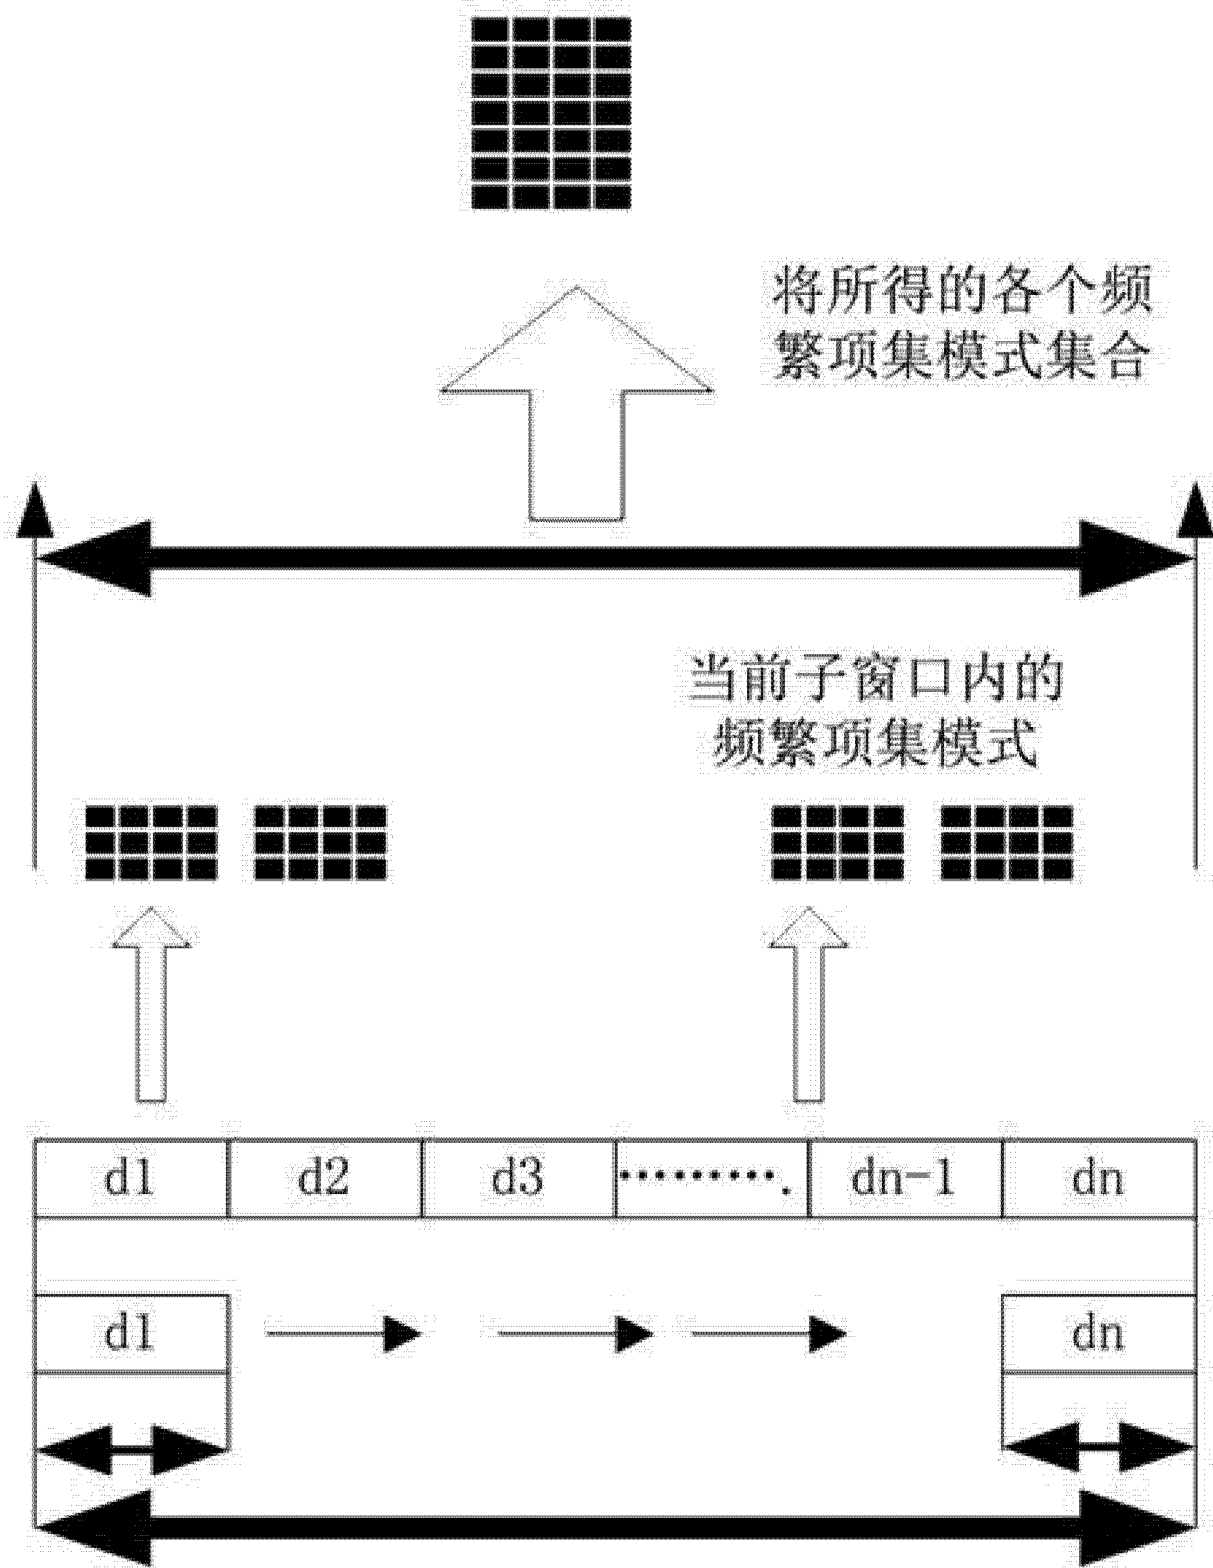 将所得的各个频
繁项集模式集合
当前子窗口内的
频繁项集模式
d1 d2 d3 ………. dn-1 dn
d1 dn